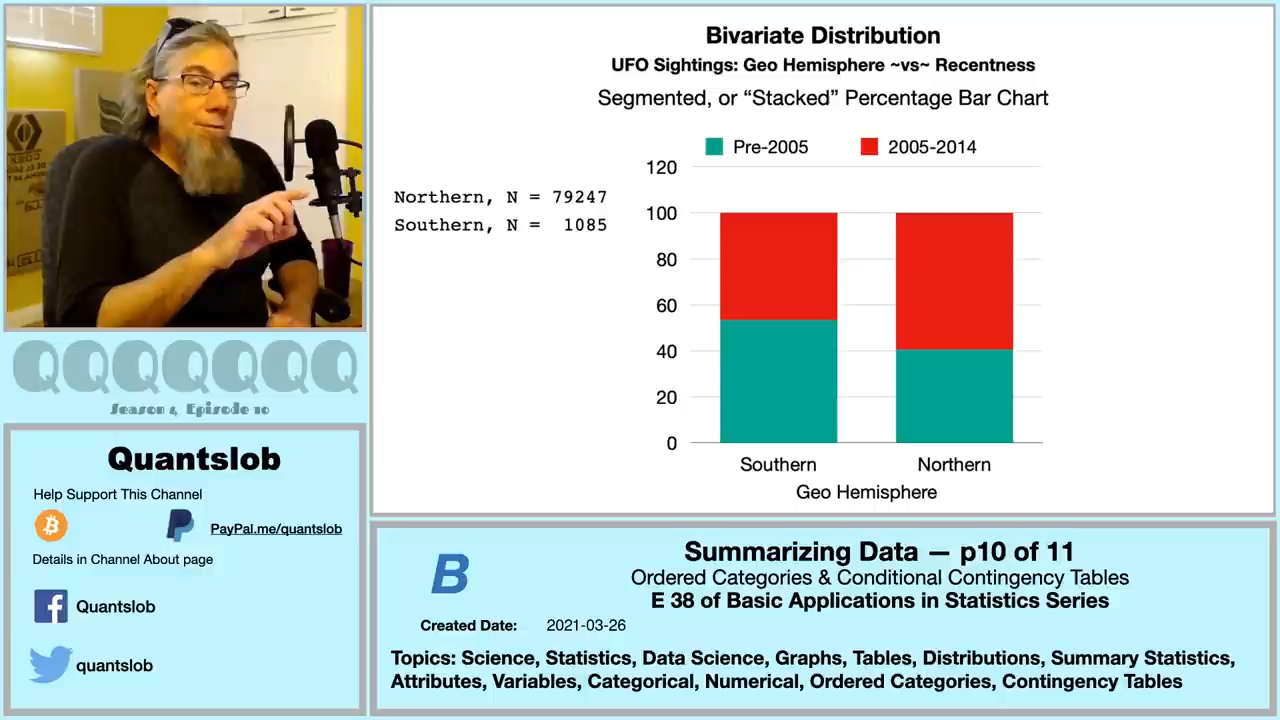 Bivariate Distribution
UFO Sightings: Geo Hemisphere ~vs~ Recentness
Segmented, or “Stacked” Percentage Bar Chart
Pre-2005
2005-2014
Northern, N = 79247
Southern, N = 1085
120
100
80
60
40
20
0
Southern
Northern
Geo Hemisphere
QQQQQQQ
Season 4, Episode 10
Quantslob
Help Support This Channel
PayPal.me/quantslob
Details in Channel About page
Quantslob
quantslob
B
Summarizing Data — p10 of 11
Ordered Categories & Conditional Contingency Tables
E 38 of Basic Applications in Statistics Series
Created Date: 2021-03-26
Topics: Science, Statistics, Data Science, Graphs, Tables, Distributions, Summary Statistics,
Attributes, Variables, Categorical, Numerical, Ordered Categories, Contingency Tables